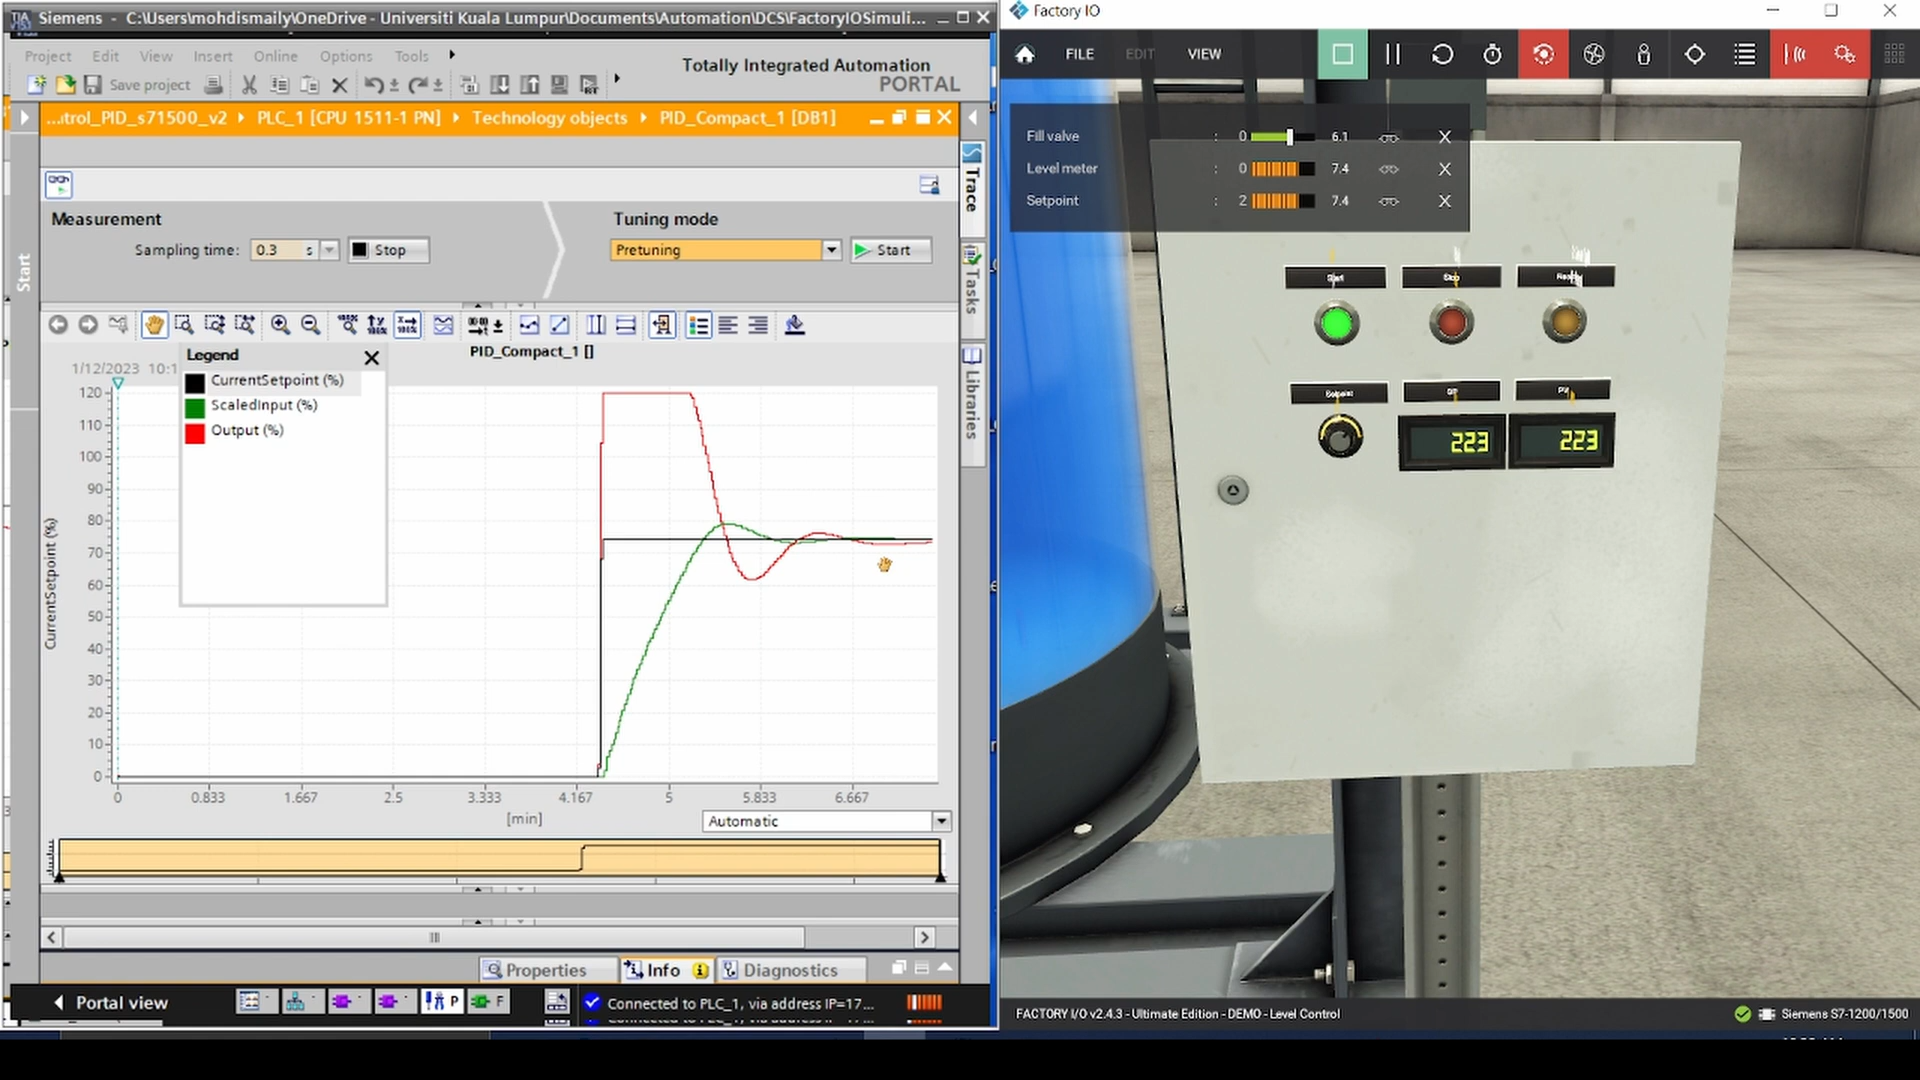 Siemens - C:\Users\mohdismaily\OneDrive - Universiti Kuala Lumpur\Documents\Automation\DCS\FactoryIOSimuli...
Project Edit View Insert Online Options Tools
Totally Integrated Automation
PORTAL
Save project
...ıtrol_PID_s71500_v2 PLC_1 [CPU 1511-1 PN] Technology objects PID_Compact_1 [DB1]
Start
Trace
Tasks
Libraries
Measurement
Tuning mode
Sampling time: 0.3 s Stop
Pretuning
Start
PID_Compact_1 []
1/12/2023 10:1
Legend
CurrentSetpoint (%)
ScaledInput (%)
Output (%)
CurrentSetpoint (%)
120
110
100
90
80
70
60
50
40
30
20
10
0
0 0.833 1.667 2.5 3.333 4.167 5 5.833 6.667
[min]
Automatic
Properties Info Diagnostics
Portal view
P
F
Connected to PLC_1, via address IP=17...
Factory IO
FILE EDIT VIEW
Fill valve : 0 6.1 X
Level meter : 0 7.4 X
Setpoint : 2 7.4 X
Start Stop
Setpoint SP PV
223 223
FACTORY I/O v2.4.3 - Ultimate Edition - DEMO - Level Control
Siemens S7-1200/1500